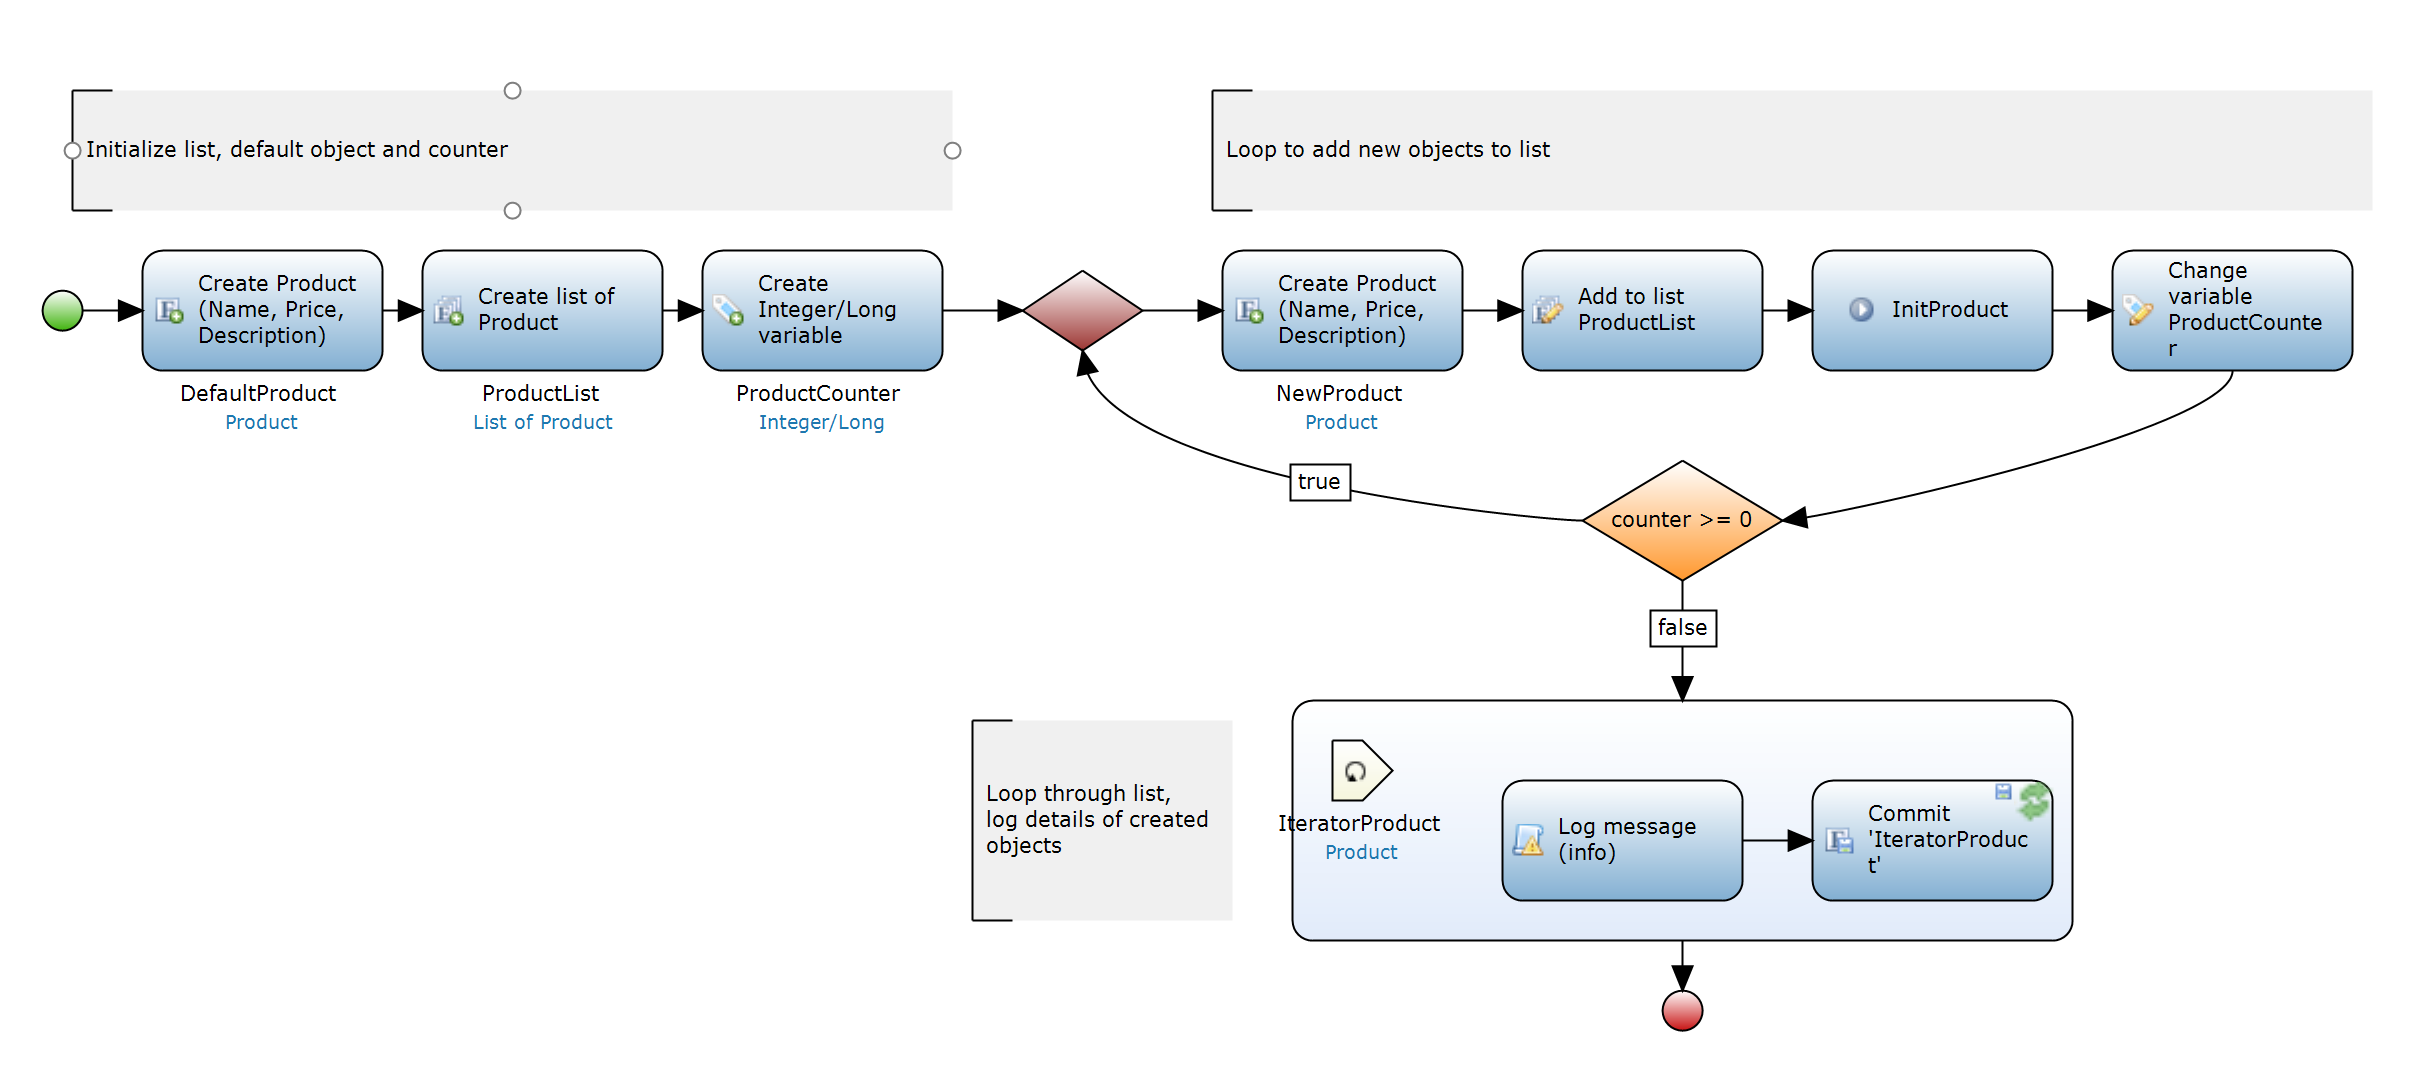 Initialize list, default object and counter
Loop to add new objects to list
Create Product
(Name, Price,
Description)
DefaultProduct
Product
Create list of
Product
ProductList
List of Product
Create
Integer/Long
variable
ProductCounter
Integer/Long
Create Product
(Name, Price,
Description)
NewProduct
Product
Add to list
ProductList
InitProduct
Change
variable
ProductCounte
r
true
counter >= 0
false
Loop through list,
log details of created
objects
IteratorProduct
Product
Log message
(info)
Commit
'IteratorProduc
t'